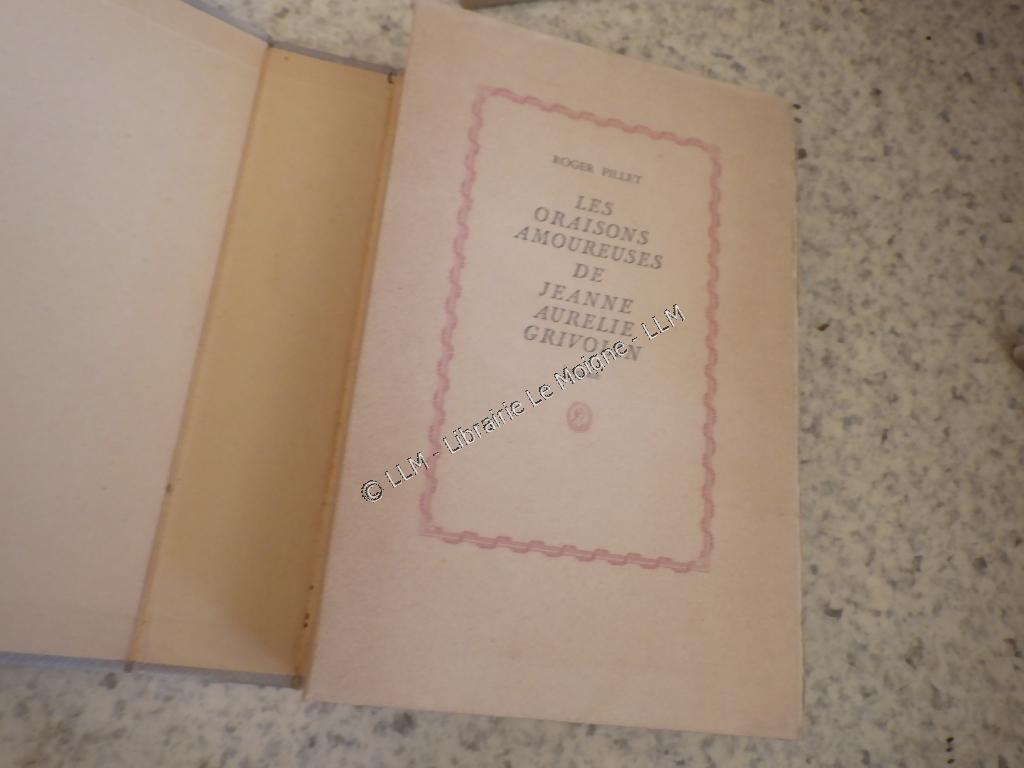 ROGER PILLET
LES
ORAISONS
AMOUREUSES
DE
JEANNE
AURELIE
GRIVOLIN
© LLM - Librairie Le Moigne - LLM